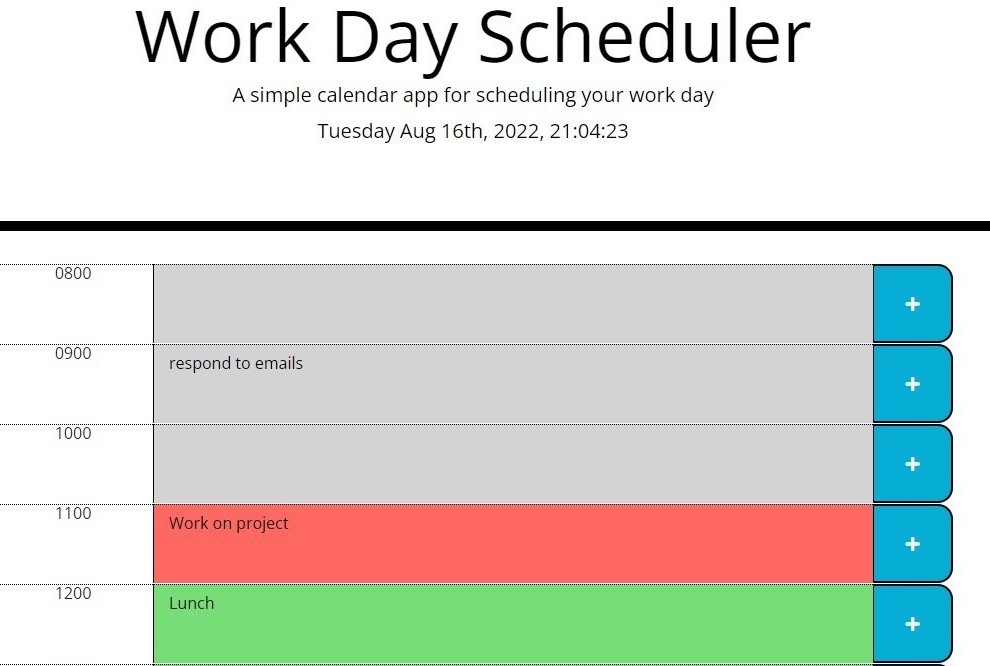 Work Day Scheduler
A simple calendar app for scheduling your work day
Tuesday Aug 16th, 2022, 21:04:23
0800
+
0900 respond to emails
+
1000
+
1100 Work on project
+
1200 Lunch
+